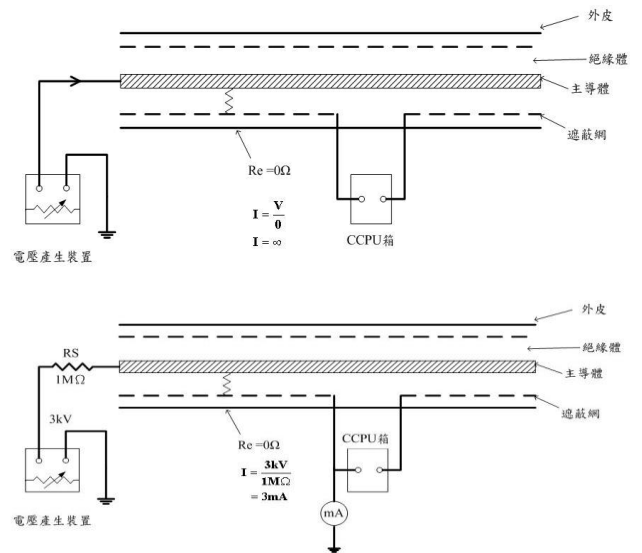 外皮
絕緣體
主導體
遮蔽網
Re =0Ω
I = V
0
I = ∞
CCPU箱
電壓產生裝置
外皮
RS
絕緣體
主導體
1MΩ
遮蔽網
3kV
CCPU箱
Re =0Ω
I = 3kV
1MΩ
= 3mA
mA
電壓產生裝置